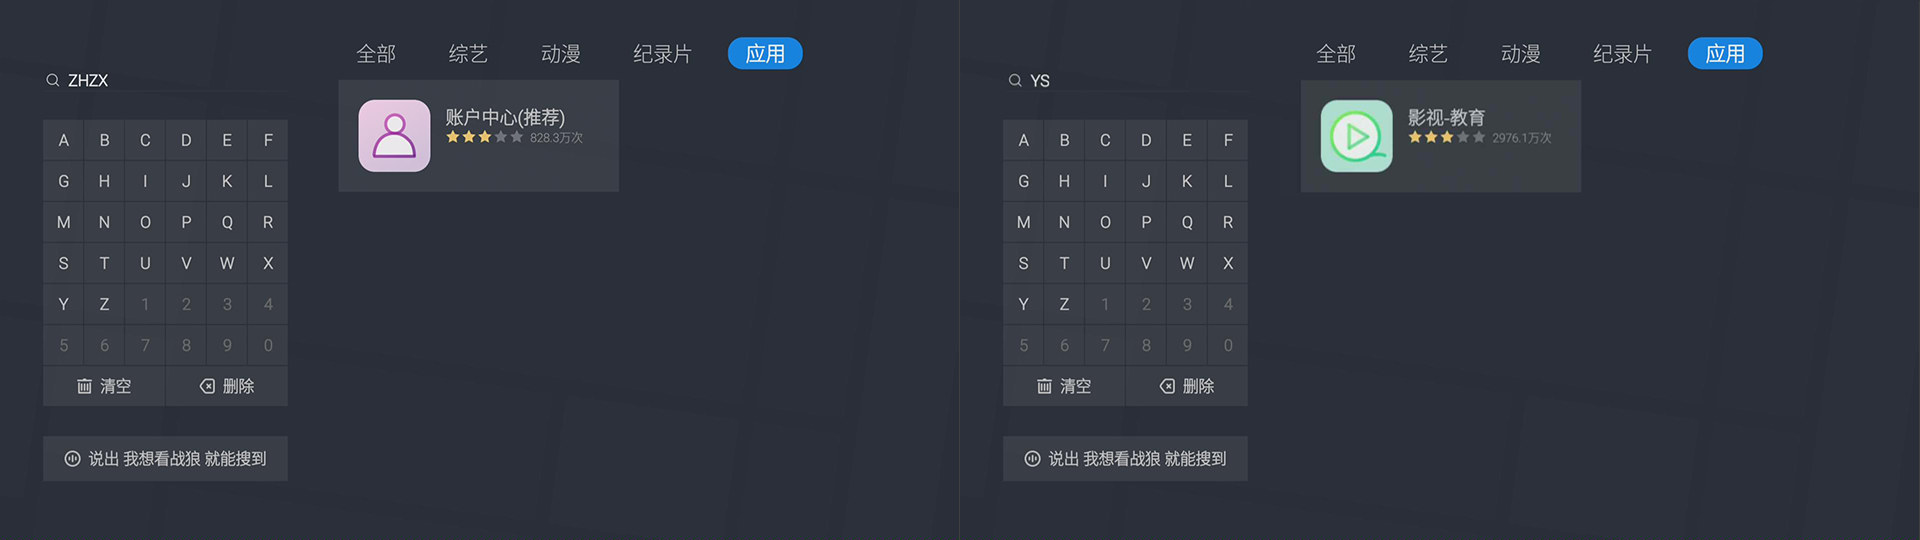 全部 综艺 动漫 纪录片 应用
ZHZX
账户中心(推荐)
828.3万次
A B C D E F
G H I J K L
M N O P Q R
S T U V W X
Y Z 1 2 3 4
5 6 7 8 9 0
清空 删除
说出 我想看战狼 就能搜到
全部 综艺 动漫 纪录片 应用
YS
影视-教育
2976.1万次
A B C D E F
G H I J K L
M N O P Q R
S T U V W X
Y Z 1 2 3 4
5 6 7 8 9 0
清空 删除
说出 我想看战狼 就能搜到